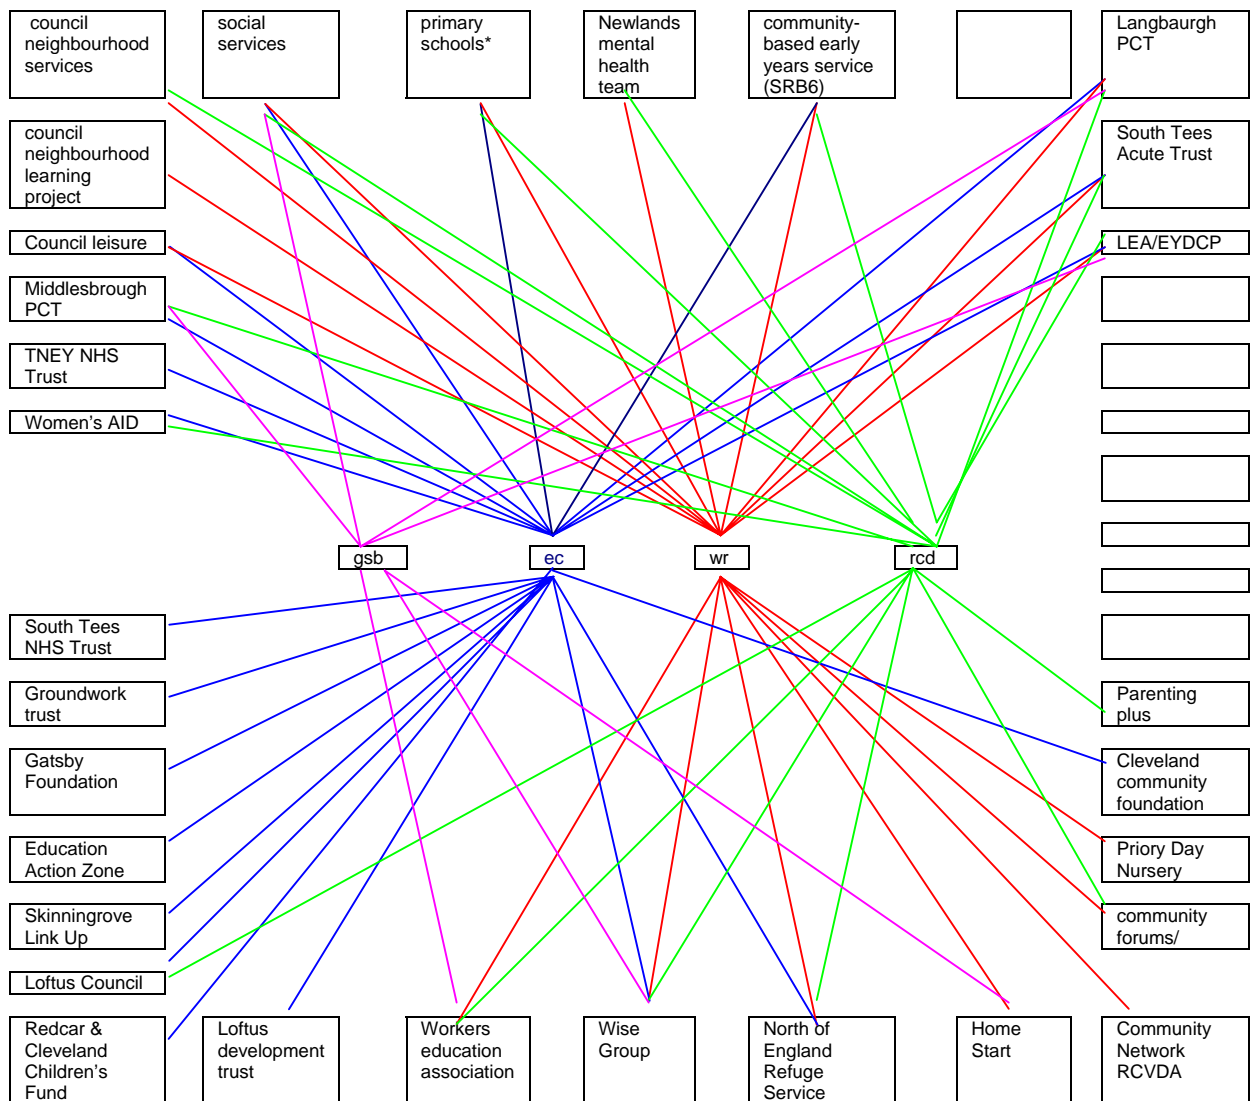 council
neighbourhood
services
social
services
primary
schools*
Newlands
mental
health
team
community-
based early
years service
(SRB6)
Langbaurgh
PCT
council
neighbourhood
learning
project
South Tees
Acute Trust
Council leisure
LEA/EYDCP
Middlesbrough
PCT
TNEY NHS
Trust
Women's AID
gsb
ec
wr
rcd
South Tees
NHS Trust
Groundwork
trust
Parenting
plus
Gatsby
Foundation
Cleveland
community
foundation
Education
Action Zone
Priory Day
Nursery
Skinningrove
Link Up
community
forums/
Loftus Council
Redcar &
Cleveland
Children's
Fund
Loftus
development
trust
Workers
education
association
Wise
Group
North of
England
Refuge
Service
Home
Start
Community
Network
RCVDA